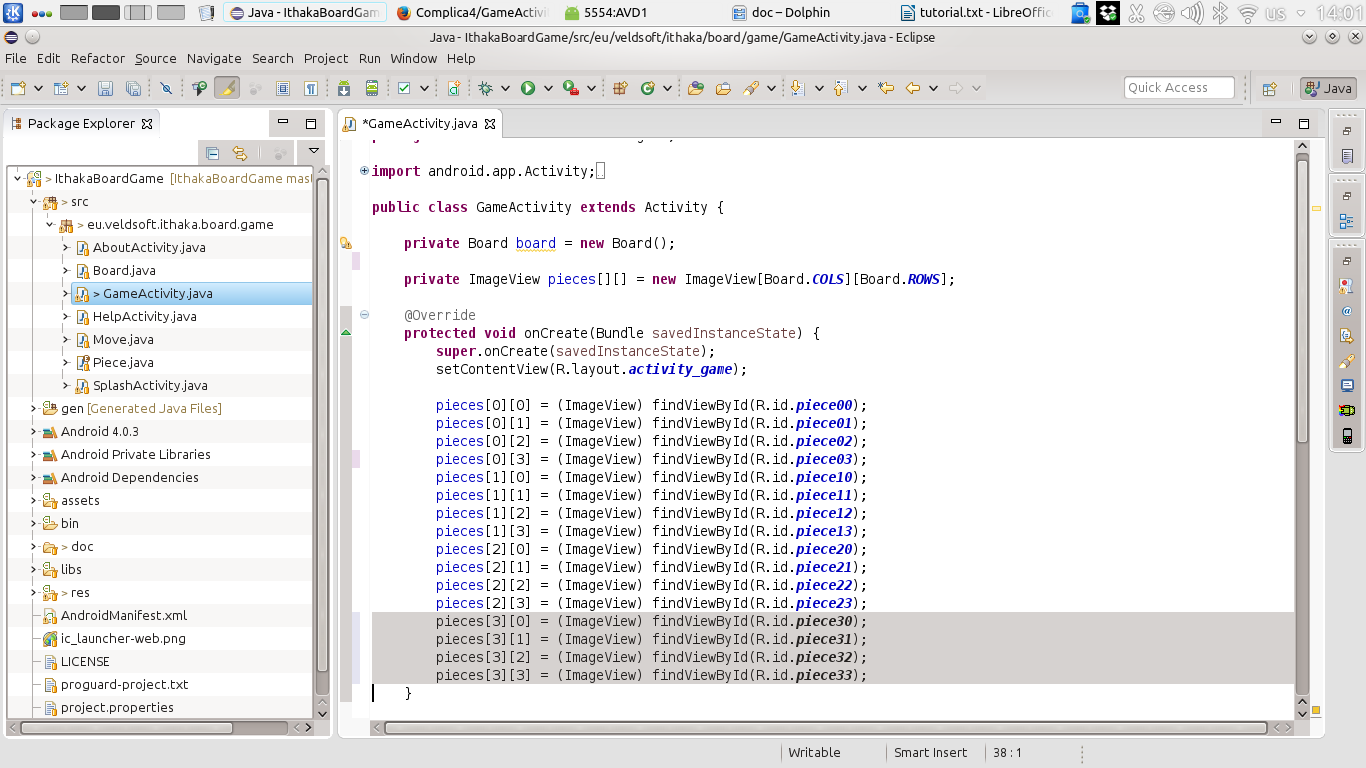 Java - IthakaBoardGam
Complica4/GameActivi
5554:AVD1
doc – Dolphin
tutorial.txt - LibreOffic
us
14:01
Java - IthakaBoardGame/src/eu/veldsoft/ithaka/board/game/GameActivity.java - Eclipse
File Edit Refactor Source Navigate Search Project Run Window Help
Quick Access
Java
Package Explorer
> IthakaBoardGame [IthakaBoardGame mast
> src
> eu.veldsoft.ithaka.board.game
AboutActivity.java
Board.java
> GameActivity.java
HelpActivity.java
Move.java
Piece.java
SplashActivity.java
gen [Generated Java Files]
Android 4.0.3
Android Private Libraries
Android Dependencies
assets
bin
> doc
libs
> res
AndroidManifest.xml
ic_launcher-web.png
LICENSE
proguard-project.txt
project.properties
*GameActivity.java
import android.app.Activity;
public class GameActivity extends Activity {
private Board board = new Board();
private ImageView pieces[][] = new ImageView[Board.COLS][Board.ROWS];
@Override
protected void onCreate(Bundle savedInstanceState) {
super.onCreate(savedInstanceState);
setContentView(R.layout.activity_game);
pieces[0][0] = (ImageView) findViewById(R.id.piece00);
pieces[0][1] = (ImageView) findViewById(R.id.piece01);
pieces[0][2] = (ImageView) findViewById(R.id.piece02);
pieces[0][3] = (ImageView) findViewById(R.id.piece03);
pieces[1][0] = (ImageView) findViewById(R.id.piece10);
pieces[1][1] = (ImageView) findViewById(R.id.piece11);
pieces[1][2] = (ImageView) findViewById(R.id.piece12);
pieces[1][3] = (ImageView) findViewById(R.id.piece13);
pieces[2][0] = (ImageView) findViewById(R.id.piece20);
pieces[2][1] = (ImageView) findViewById(R.id.piece21);
pieces[2][2] = (ImageView) findViewById(R.id.piece22);
pieces[2][3] = (ImageView) findViewById(R.id.piece23);
pieces[3][0] = (ImageView) findViewById(R.id.piece30);
pieces[3][1] = (ImageView) findViewById(R.id.piece31);
pieces[3][2] = (ImageView) findViewById(R.id.piece32);
pieces[3][3] = (ImageView) findViewById(R.id.piece33);
}
Writable
Smart Insert
38 : 1